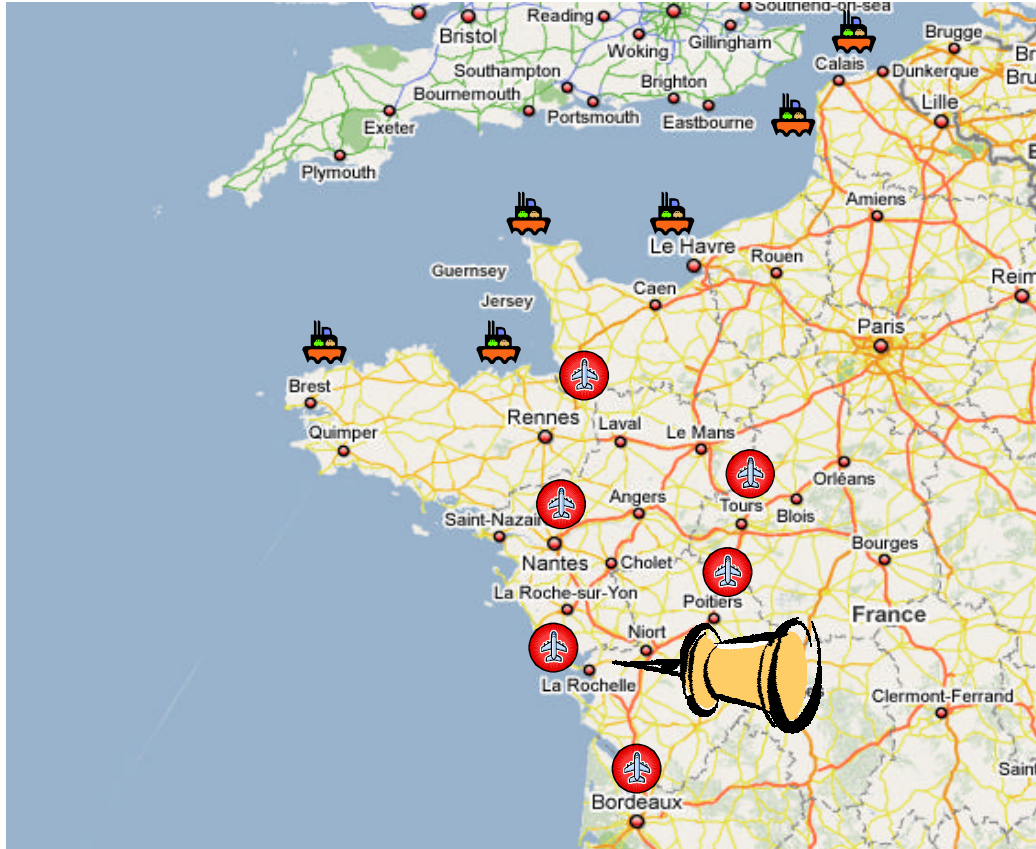 Southend-on-sea
Reading
Bristol
Woking
Gillingham
Brugge
Calais
Dunkerque
Southampton
Brighton
Bournemouth
Lille
Portsmouth
Eastbourne
Exeter
Plymouth
Amiens
Le Havre
Rouen
Guernsey
Caen
Jersey
Paris
Brest
Rennes
Laval
Le Mans
Quimper
Orléans
Angers
Tours
Blois
Nantes
Cholet
Bourges
La Roche-sur-Yon
Poitiers
France
Niort
La Rochelle
Clermont-Ferrand
Bordeaux